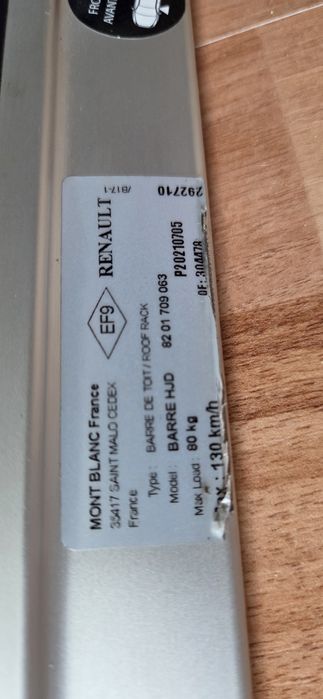 MONT BLANC France
35417 SAINT MALO CEDEX
France
EF9
RENAULT
Type : BARRE DE TOIT / ROOF RACK
Model : BARRE HJD
82 01 709 063
Max Load : 80 kg
P20210705
: 130 km/h
OF: 304478
/B17-1
292710
AVAN